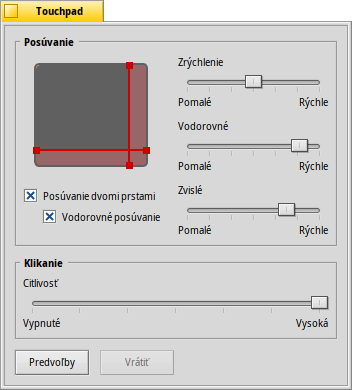 Touchpad
Posúvanie
Zrýchlenie
Pomalé Rýchle
Vodorovné
Pomalé Rýchle
Zvislé
Pomalé Rýchle
Posúvanie dvomi prstami
Vodorovné posúvanie
Klikanie
Citlivosť
Vypnuté Vysoká
Predvoľby Vrátiť